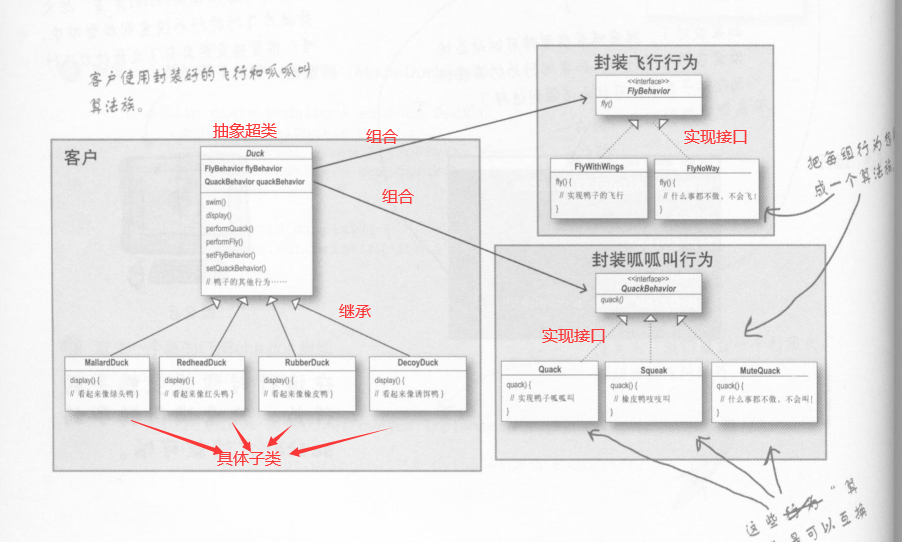 客户使用封装好的飞行和呱呱叫
算法族。
客户
抽象超类
Duck
FlyBehavior flyBehavior
QuackBehavior quackBehavior
swim()
display()
performQuack()
performFly()
setFlyBehavior()
setQuackBehavior()
// 鸭子的其他行为……
组合
组合
继承
MallardDuck
display() {
// 看起来像绿头鸭 }
RedheadDuck
display() {
// 看起来像红头鸭 }
RubberDuck
display() {
// 看起来像橡皮鸭 }
DecoyDuck
display() {
// 看起来像诱饵鸭 }
具体子类
封装飞行行为
<<interface>>
FlyBehavior
fly()
实现接口
FlyWithWings
fly() {
// 实现鸭子的飞行
}
FlyNoWay
fly() {
// 什么事都不做，不会飞！
}
把每组行为
成一个算法族
封装呱呱叫行为
<<interface>>
QuackBehavior
quack()
实现接口
Quack
quack() {
// 实现鸭子呱呱叫
}
Squeak
quack() {
// 橡皮鸭吱吱叫
}
MuteQuack
quack() {
// 什么事都不做，不会叫！
}
这些 行为 “算
是可以互换